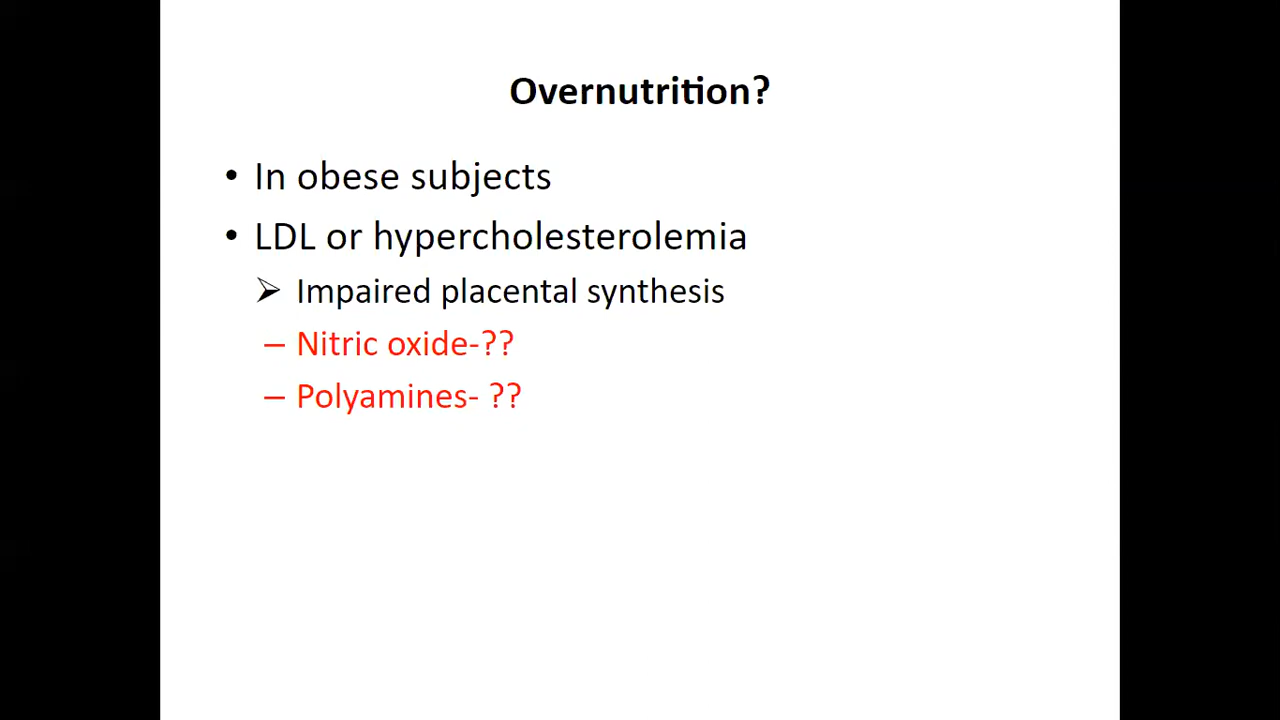 Overnutrition?
• In obese subjects
• LDL or hypercholesterolemia
➢ Impaired placental synthesis
– Nitric oxide-??
– Polyamines- ??